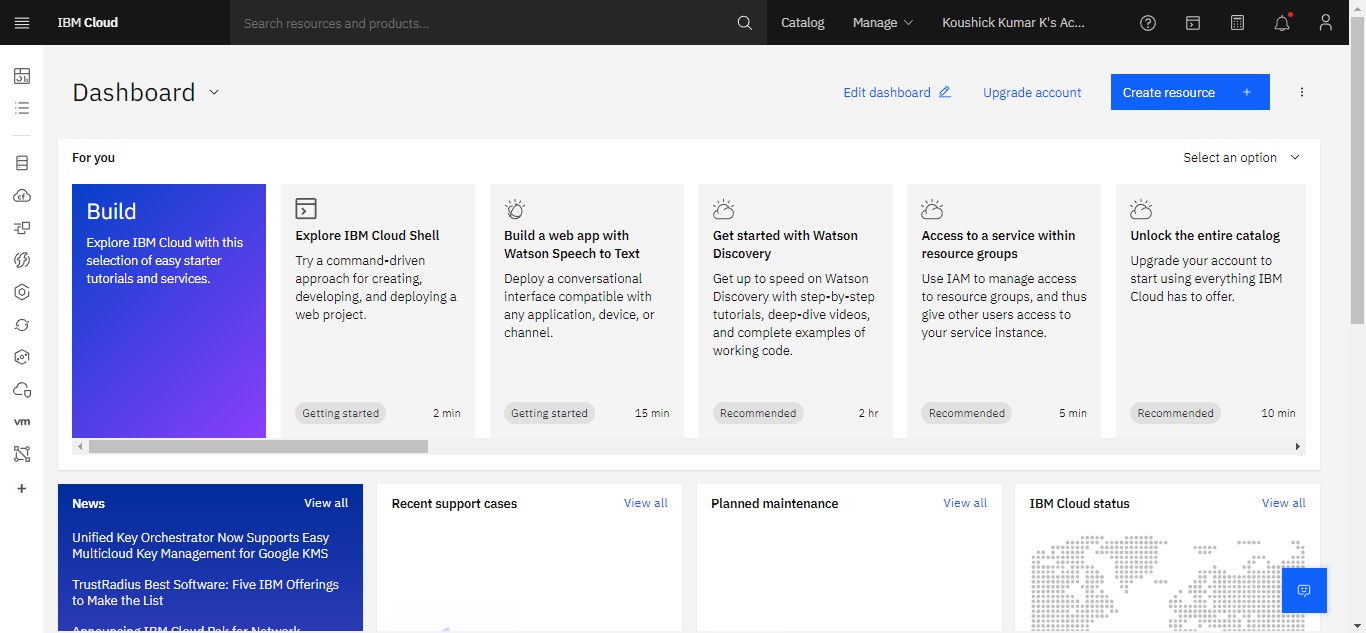 IBM Cloud
Search resources and products...
Catalog
Manage
Koushick Kumar K's Ac...
Dashboard
Edit dashboard
Upgrade account
Create resource +
For you
Select an option
Build
Explore IBM Cloud with this
selection of easy starter
tutorials and services.
Explore IBM Cloud Shell
Try a command-driven
approach for creating,
developing, and deploying a
web project.
Getting started
2 min
Build a web app with
Watson Speech to Text
Deploy a conversational
interface compatible with
any application, device, or
channel.
Getting started
15 min
Get started with Watson
Discovery
Get up to speed on Watson
Discovery with step-by-step
tutorials, deep-dive videos,
and complete examples of
working code.
Recommended
2 hr
Access to a service within
resource groups
Use IAM to manage access
to resource groups, and thus
give other users access to
your service instance.
Recommended
5 min
Unlock the entire catalog
Upgrade your account to
start using everything IBM
Cloud has to offer.
Recommended
10 min
cf
vm
+
News
View all
Unified Key Orchestrator Now Supports Easy
Multicloud Key Management for Google KMS
TrustRadius Best Software: Five IBM Offerings
to Make the List
Announcing IBM Cloud Pak for Network
Recent support cases
View all
Planned maintenance
View all
IBM Cloud status
View all